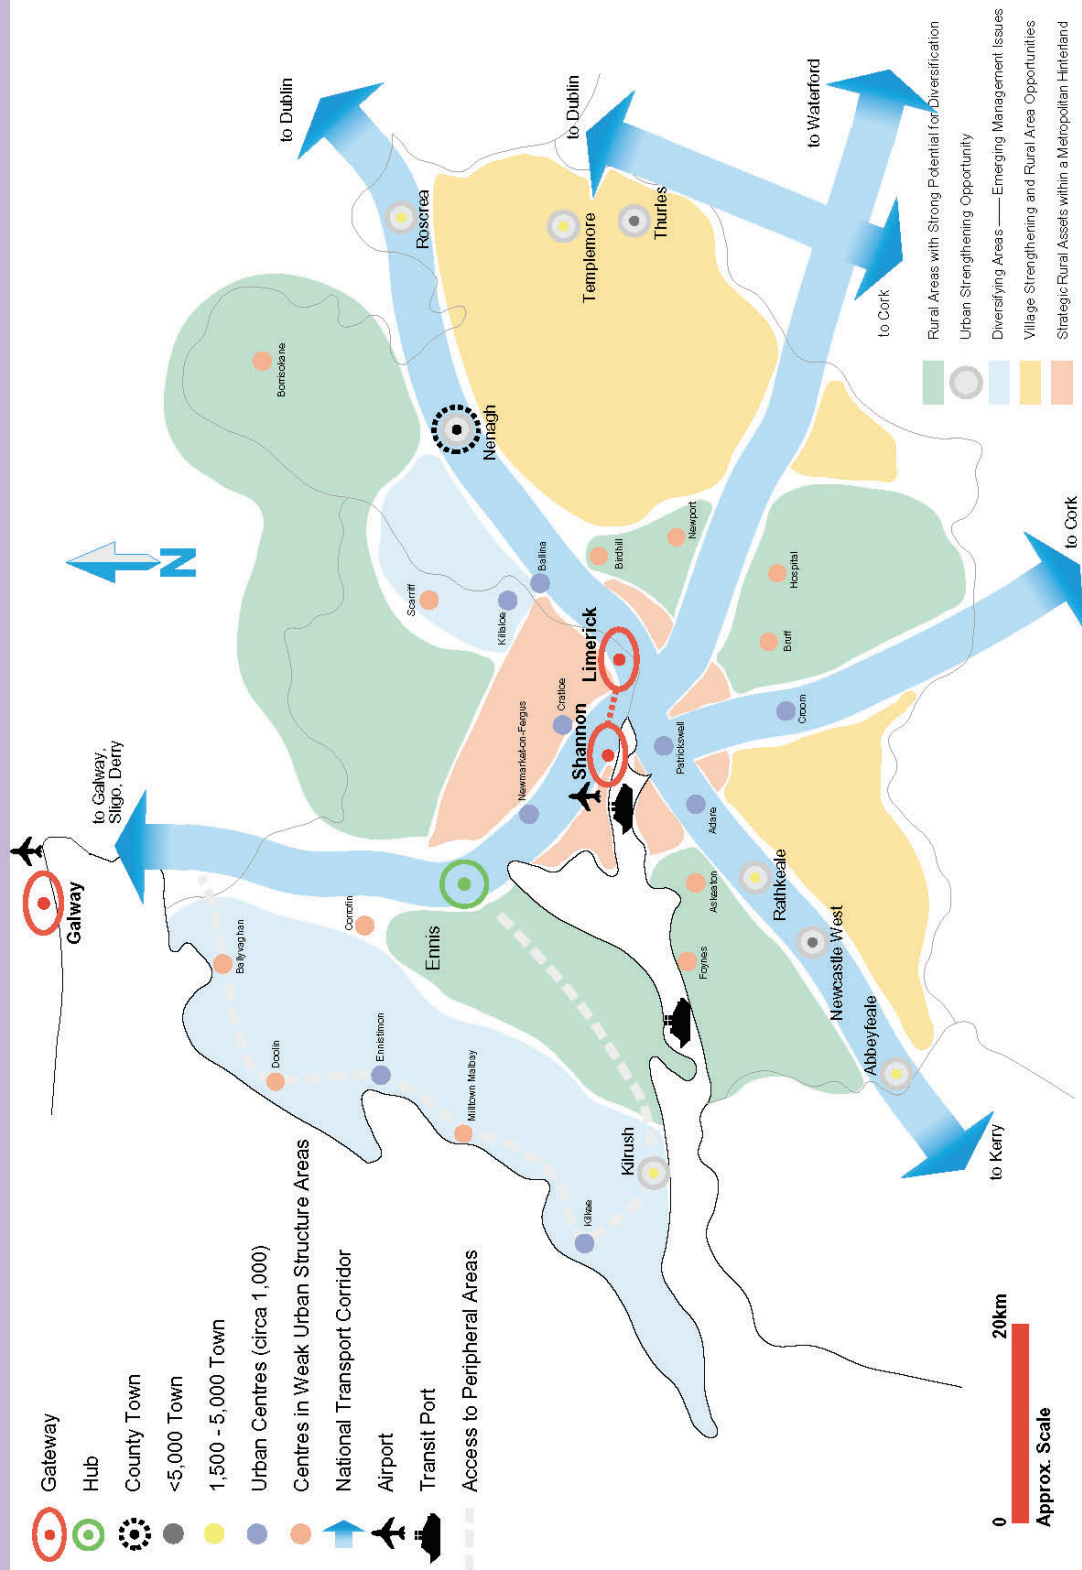 Gateway
Hub
County Town
<5,000 Town
1,500 - 5,000 Town
Urban Centres (circa 1,000)
Centres in Weak Urban Structure Areas
National Transport Corridor
Airport
Transit Port
Access to Peripheral Areas
0
20km
Approx. Scale
Galway
to Galway,
Sligo, Derry
N
to Dublin
Ballyvaghan
Corofin
Doolin
Ennistimon
Ennis
Miltown Malbay
Kilkee
Kilrush
Borrisokane
Roscrea
Nenagh
Scarriff
Killaloe
Ballina
Newmarket-on-Fergus
Cratloe
Shannon
Limerick
Birdhill
Newport
Templemore
Thurles
to Dublin
to Waterford
to Cork
Foynes
Askeaton
Adare
Patrickswell
Rathkeale
Newcastle West
Abbeyfeale
Croom
Bruff
Hospital
to Kerry
to Cork
Rural Areas with Strong Potential for Diversification
Urban Strengthening Opportunity
Diversifying Areas —— Emerging Management Issues
Village Strengthening and Rural Area Opportunities
Strategic Rural Assets within a Metropolitan Hinterland